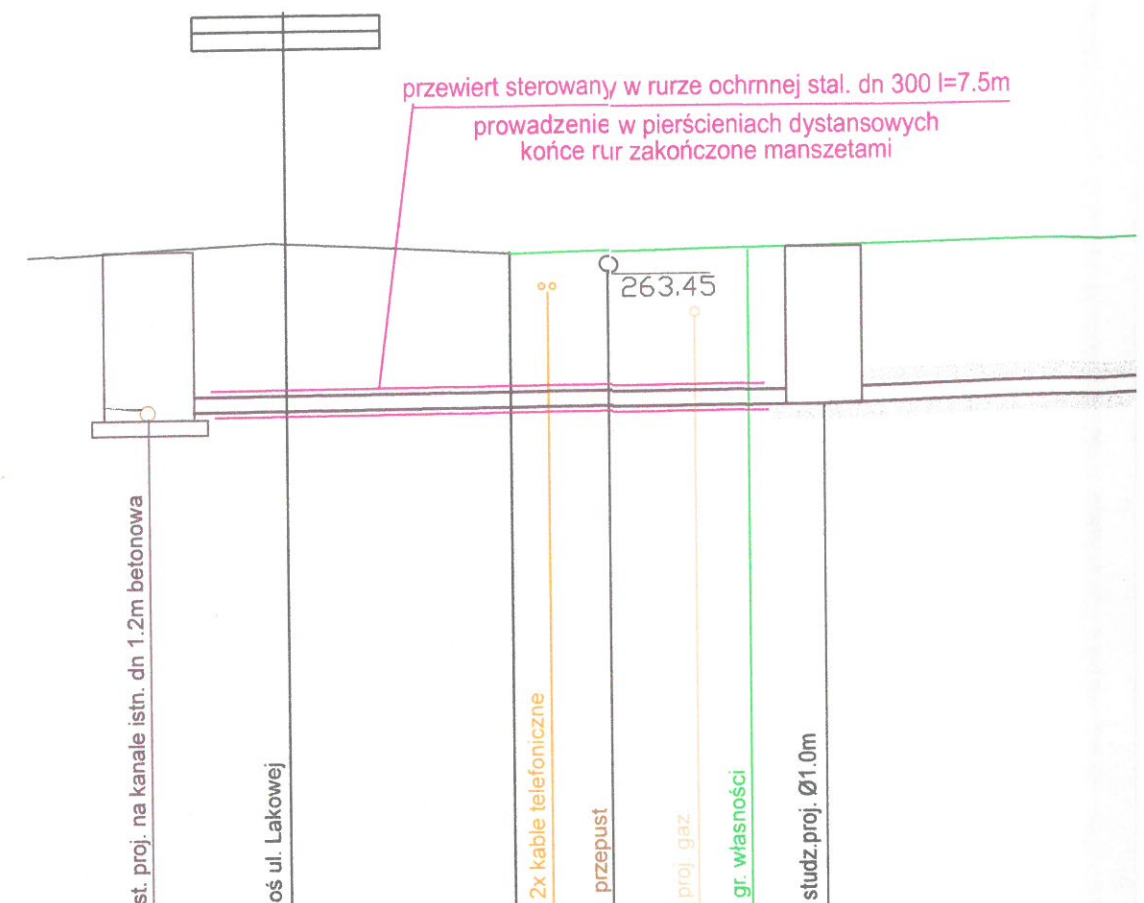 przewiert sterowany w rurze ochrnnej stal. dn 300 l=7.5m
prowadzenie w pierścieniach dystansowych
końce rur zakończone manszetami
263.45
st. proj. na kanale istn. dn 1.2m betonowa
oś ul. Lakowej
2x kable telefoniczne
przepust
proj. gaz
gr. własności
studz.proj. Ø1.0m